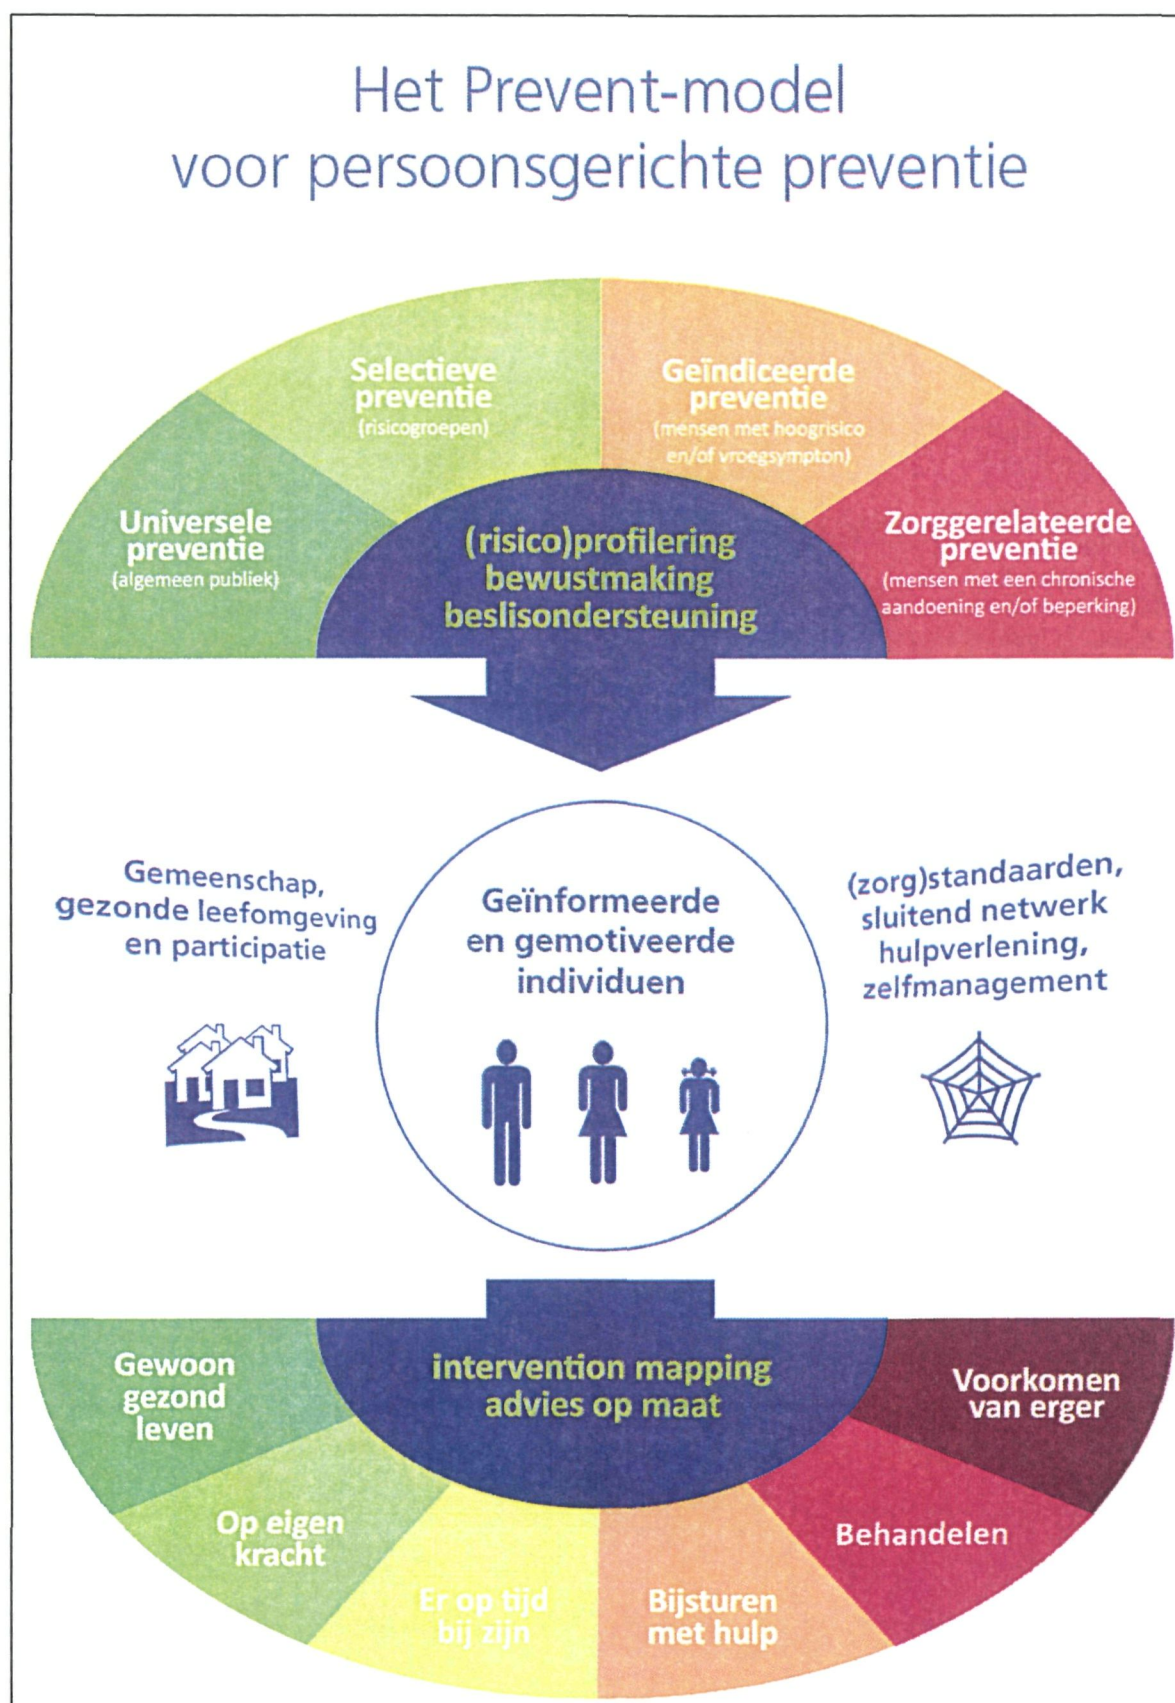 Het Prevent-model
voor persoonsgerichte preventie
Selectieve
preventie
(risicogroepen)
Geïndiceerde
preventie
(mensen met hoogrisico
en/of vroegsympton)
Universele
preventie
(algemeen publiek)
(risico)profilering
bewustmaking
beslisondersteuning
Zorggerelateerde
preventie
(mensen met een chronische
aandoening en/of beperking)
Gemeenschap,
gezonde leefomgeving
en participatie
Geïnformeerde
en gemotiveerde
individuen
(zorg)standaarden,
sluitend netwerk
hulpverlening,
zelfmanagement
Gewoon
gezond
leven
intervention mapping
advies op maat
Voorkomen
van erger
Op eigen
kracht
Er op tijd
bij zijn
Bijsturen
met hulp
Behandelen